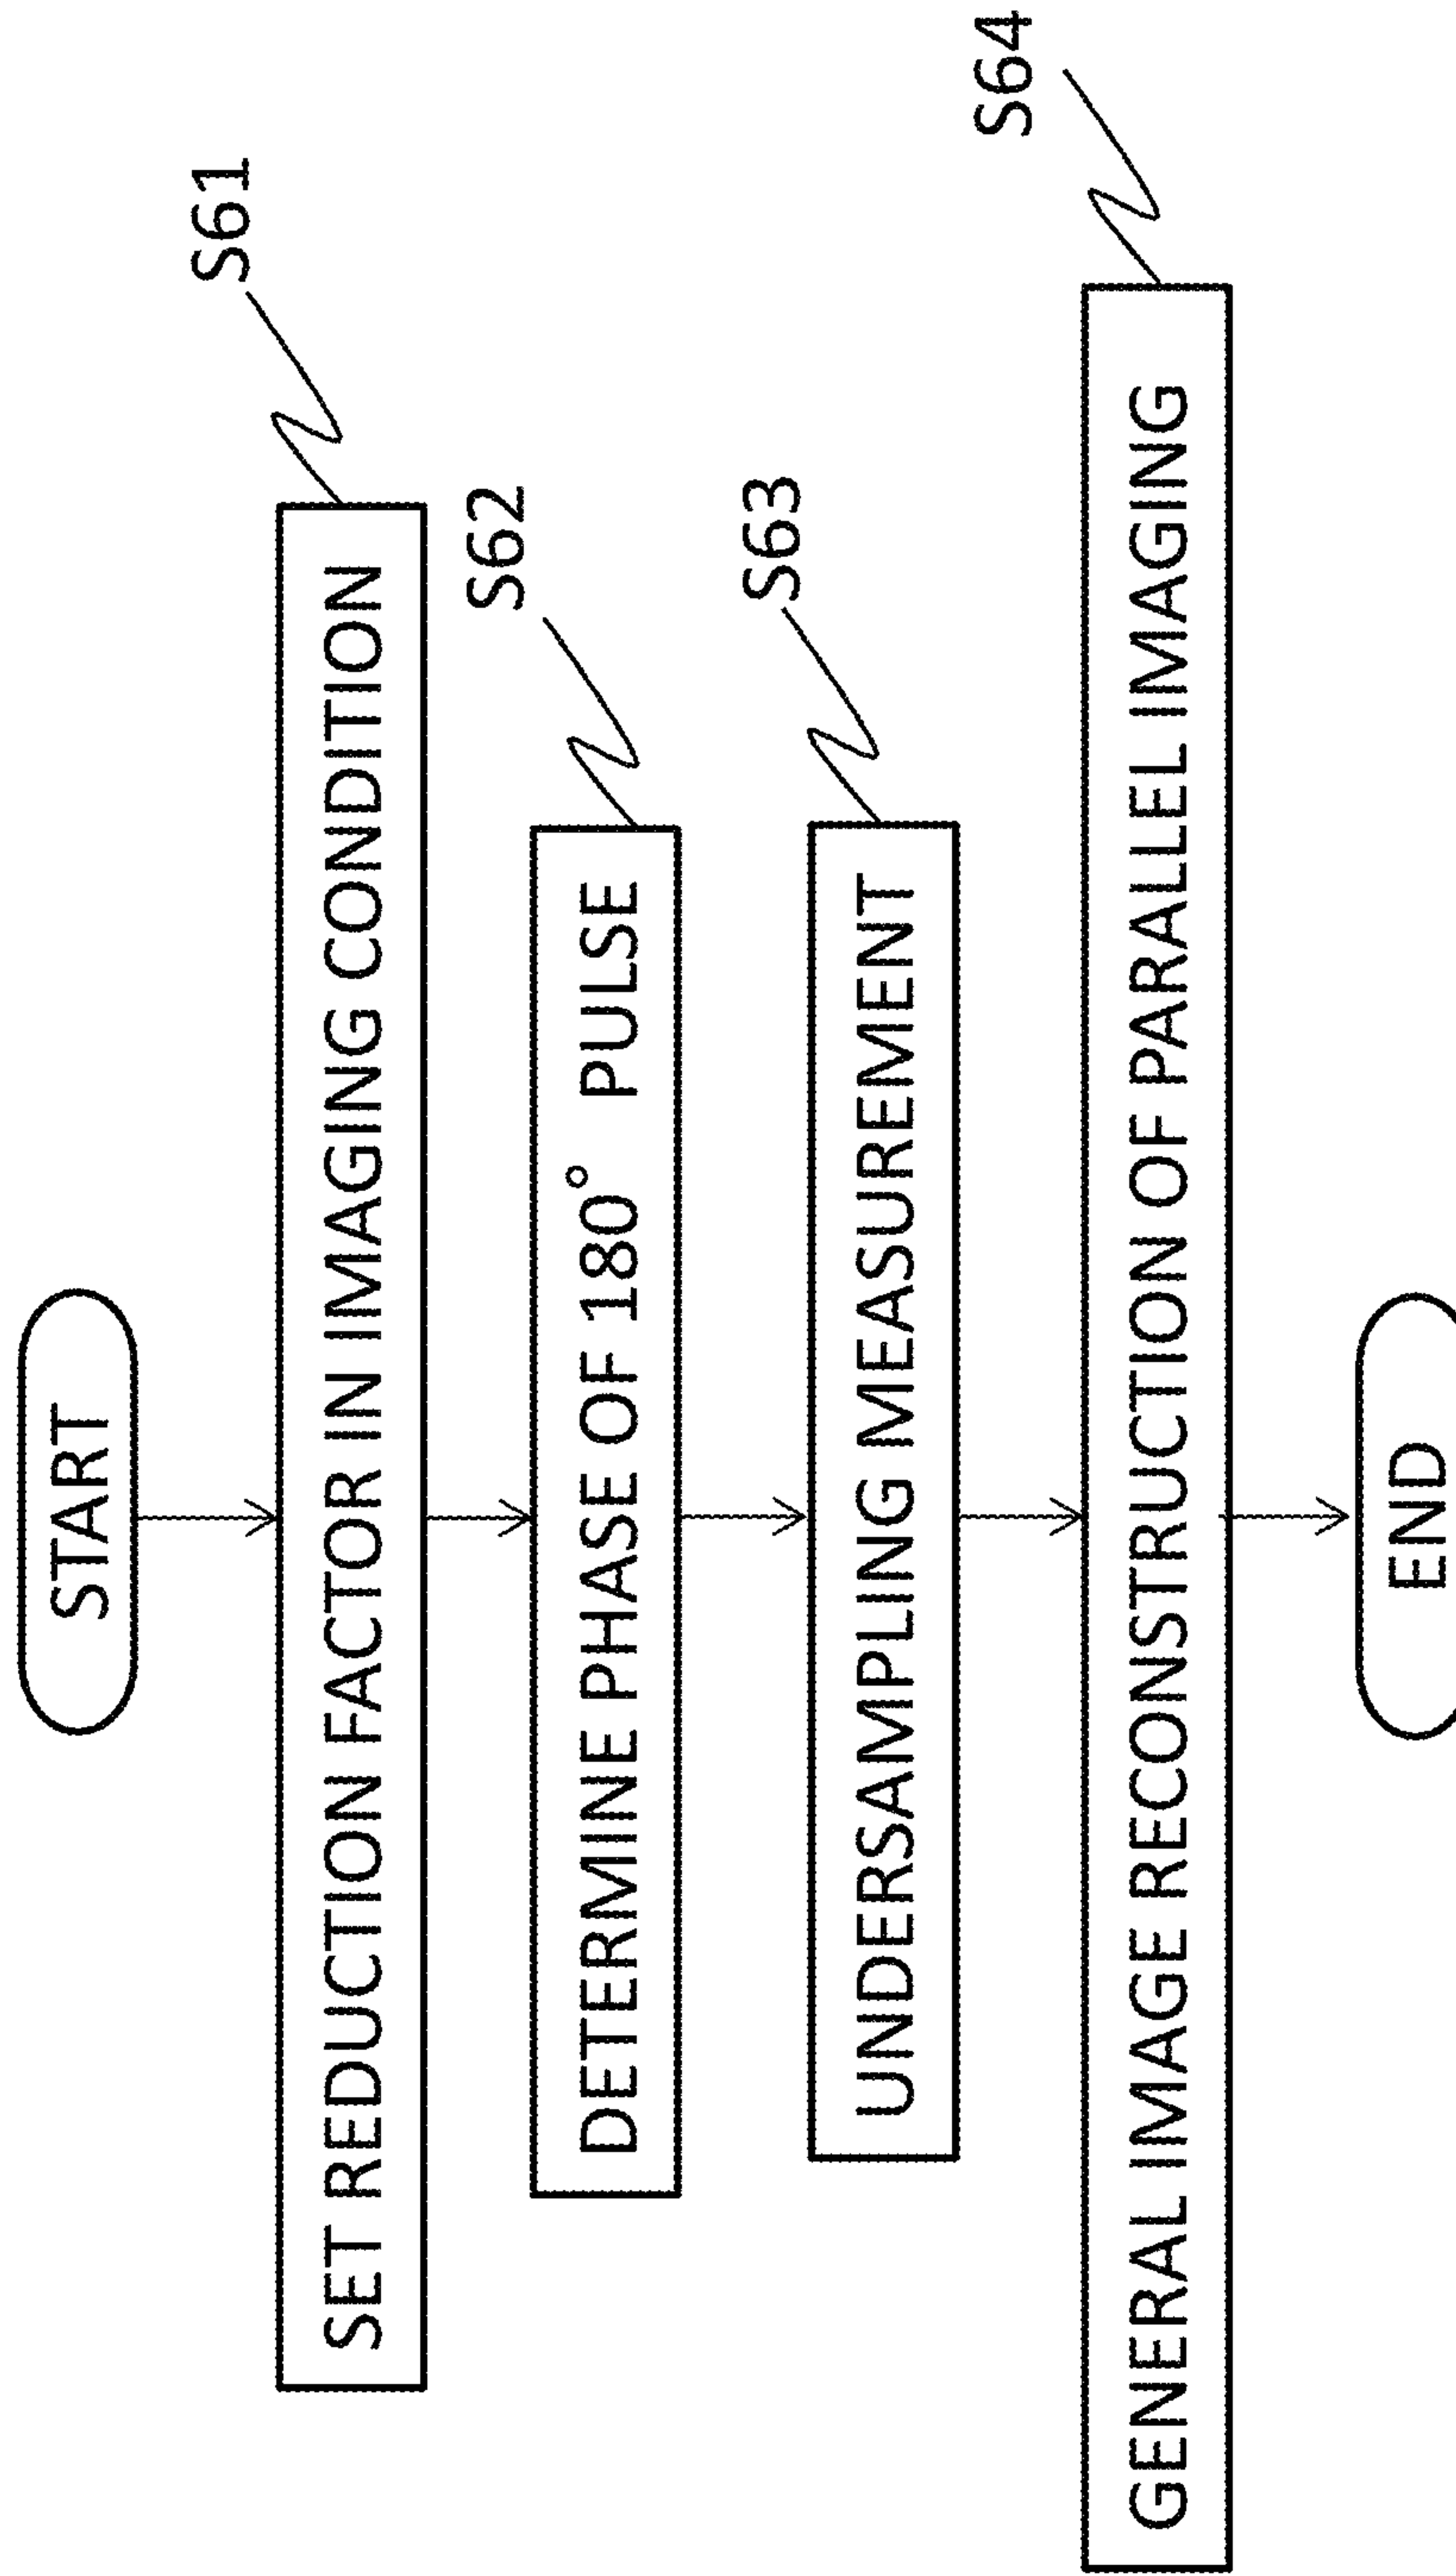 START
SET REDUCTION FACTOR IN IMAGING CONDITION
S61
DETERMINE PHASE OF 180° PULSE
S62
UNDERSAMPLING MEASUREMENT
S63
GENERAL IMAGE RECONSTRUCTION OF PARALLEL IMAGING
S64
END